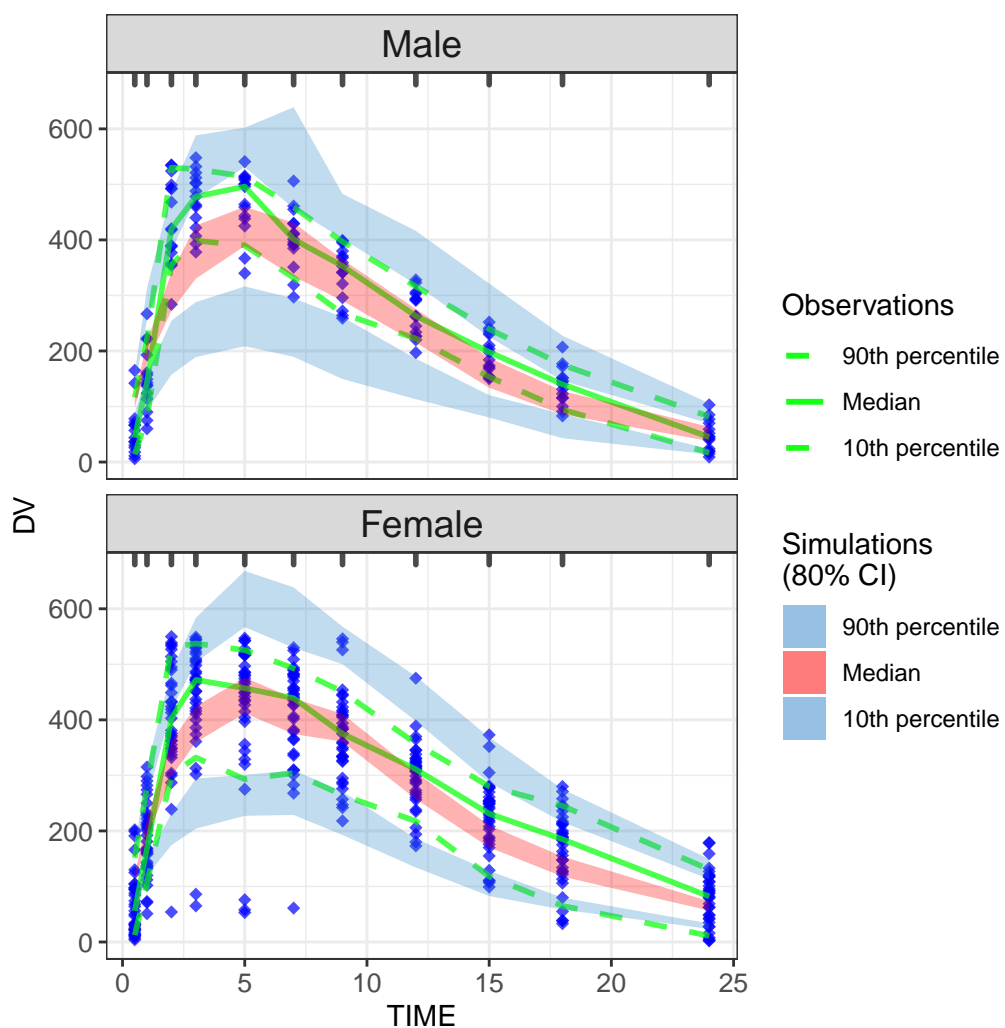 Male
600
400
200
0
Female
600
400
200
0
0 5 10 15 20 25
TIME
DV
Observations
90th percentile
Median
10th percentile
Simulations
(80% CI)
90th percentile
Median
10th percentile